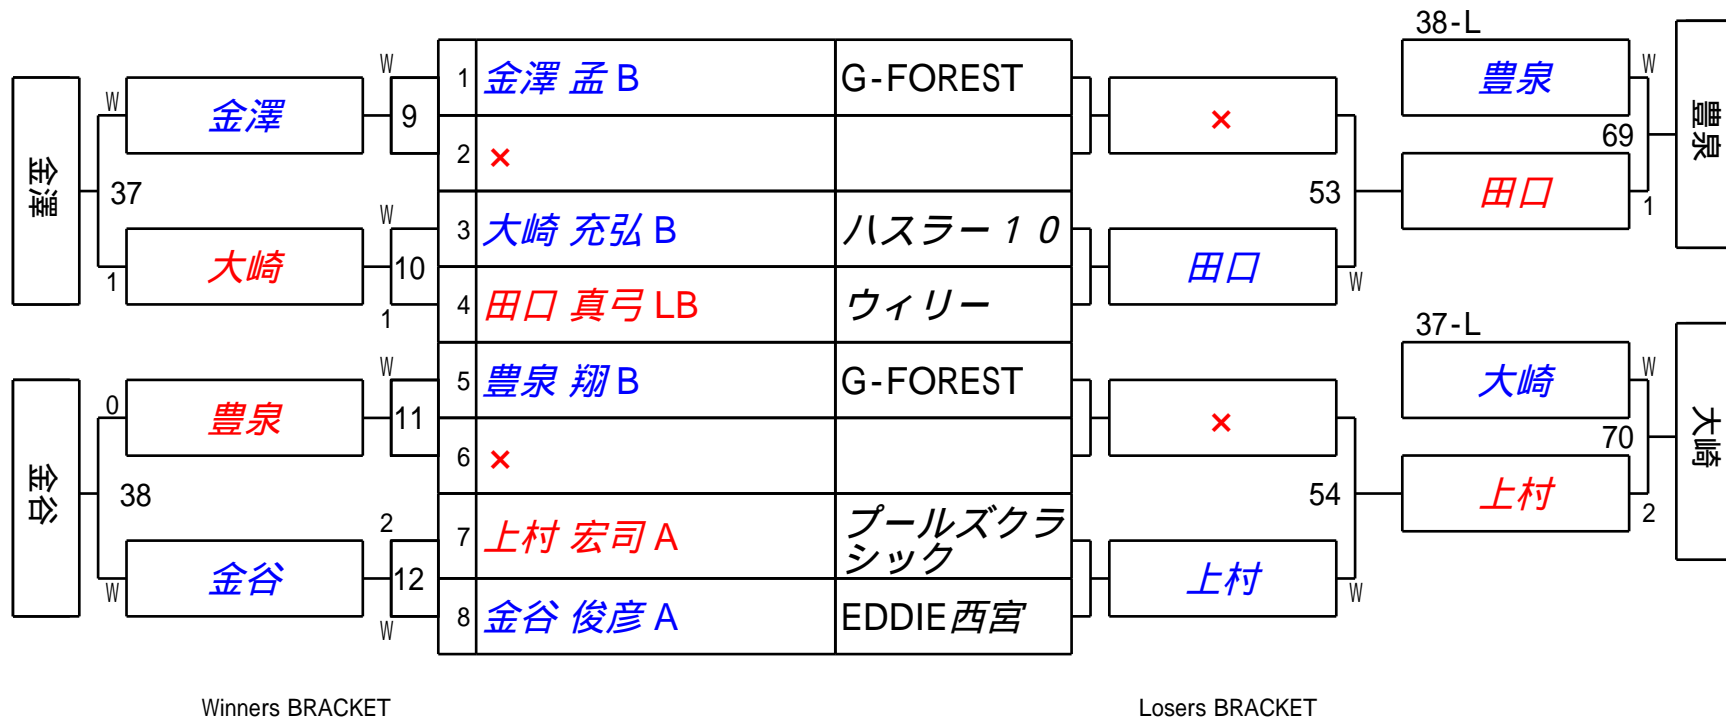 38-L
W
1
金澤 孟 B
G-FOREST
豊泉
W
W
金澤
9
×
豊泉
69
2
×
金澤
37
53
田口
1
W
3
大崎 充弘 B
ハスラー１０
大崎
10
田口
1
W
4
田口 真弓 LB
ウィリー
1
37-L
W
5
豊泉 翔 B
G-FOREST
大崎
W
0
豊泉
11
×
大崎
70
6
×
金谷
38
54
上村
2
2
7
上村 宏司 A
プールズクラ
シック
金谷
12
上村
W
W
8
金谷 俊彦 A
EDDIE西宮
W
Winners BRACKET
Losers BRACKET